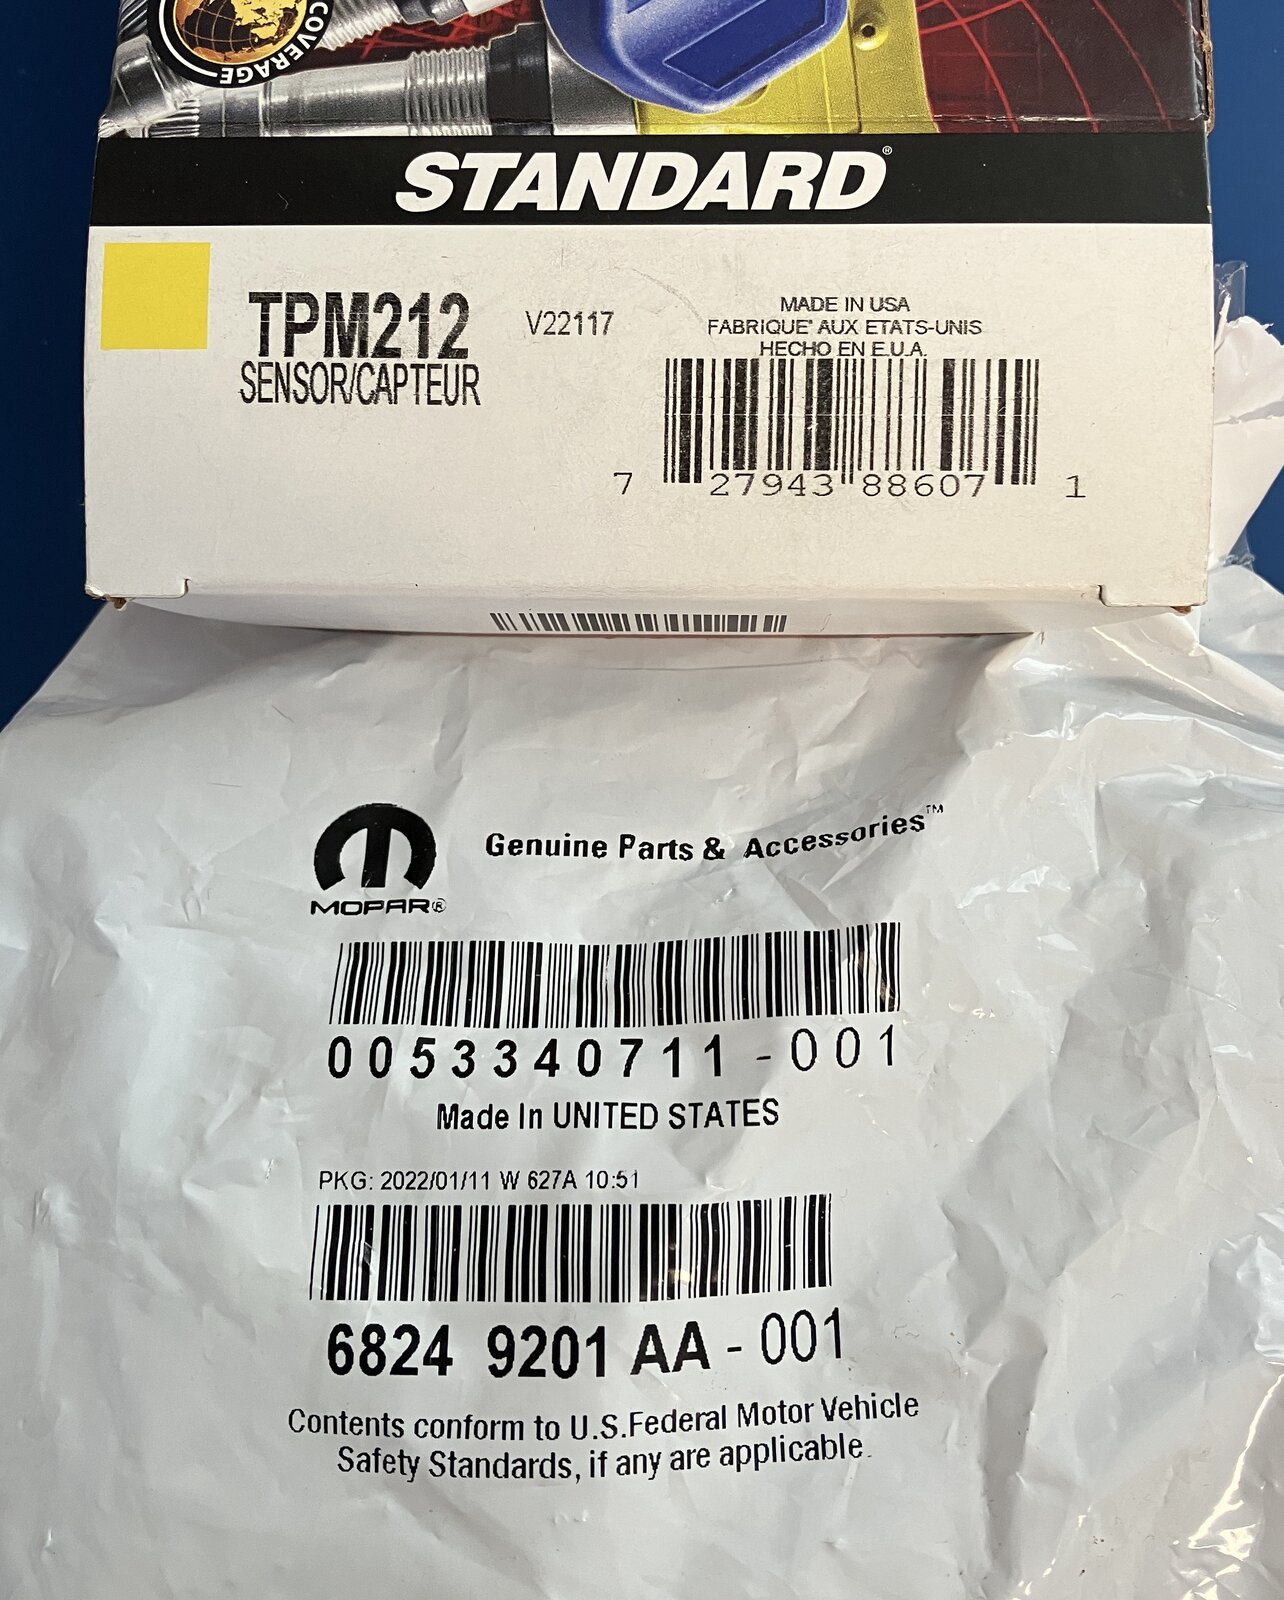 COVERAGE
STANDARD®
TPM212
SENSOR/CAPTEUR
V22117
MADE IN USA
FABRIQUE' AUX ETATS-UNIS
HECHO EN E.U.A.
7 27943 88607 1
MOPAR®
Genuine Parts & Accessories™
0053340711-001
Made In UNITED STATES
PKG: 2022/01/11 W 627A 10:51
6824 9201 AA - 001
Contents conform to U.S.Federal Motor Vehicle
Safety Standards, if any are applicable.